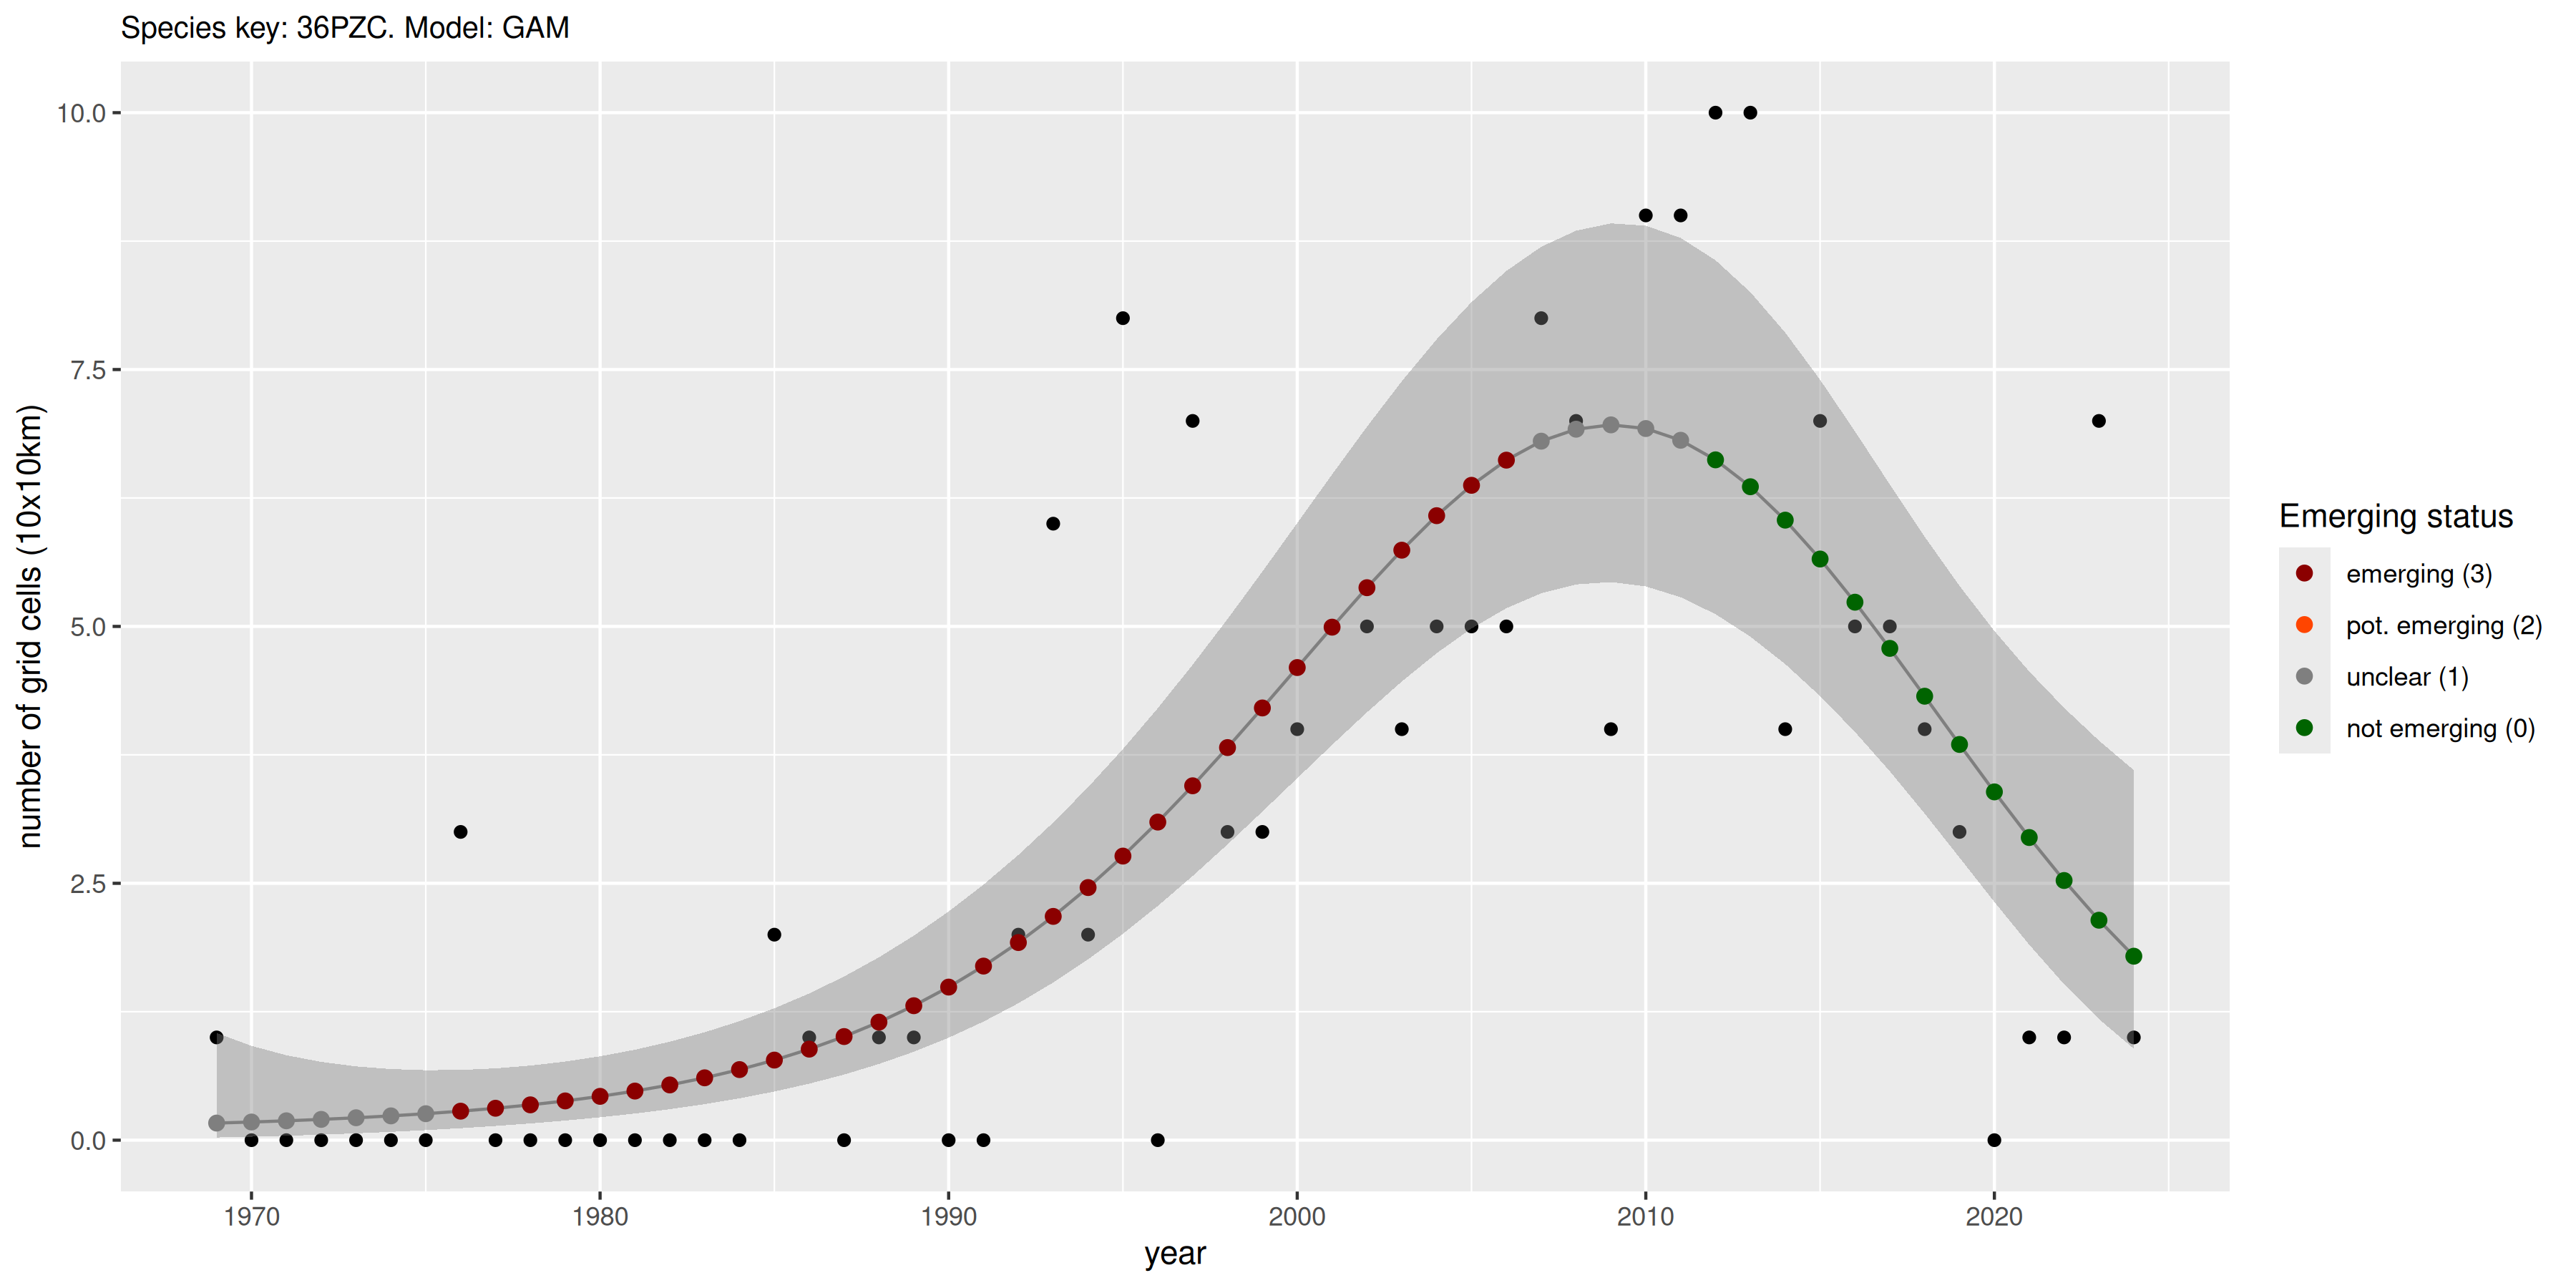 Species key: 36PZC. Model: GAM
10.0
7.5
5.0
2.5
0.0
number of grid cells (10x10km)
1970 1980 1990 2000 2010 2020
year
Emerging status
emerging (3)
pot. emerging (2)
unclear (1)
not emerging (0)